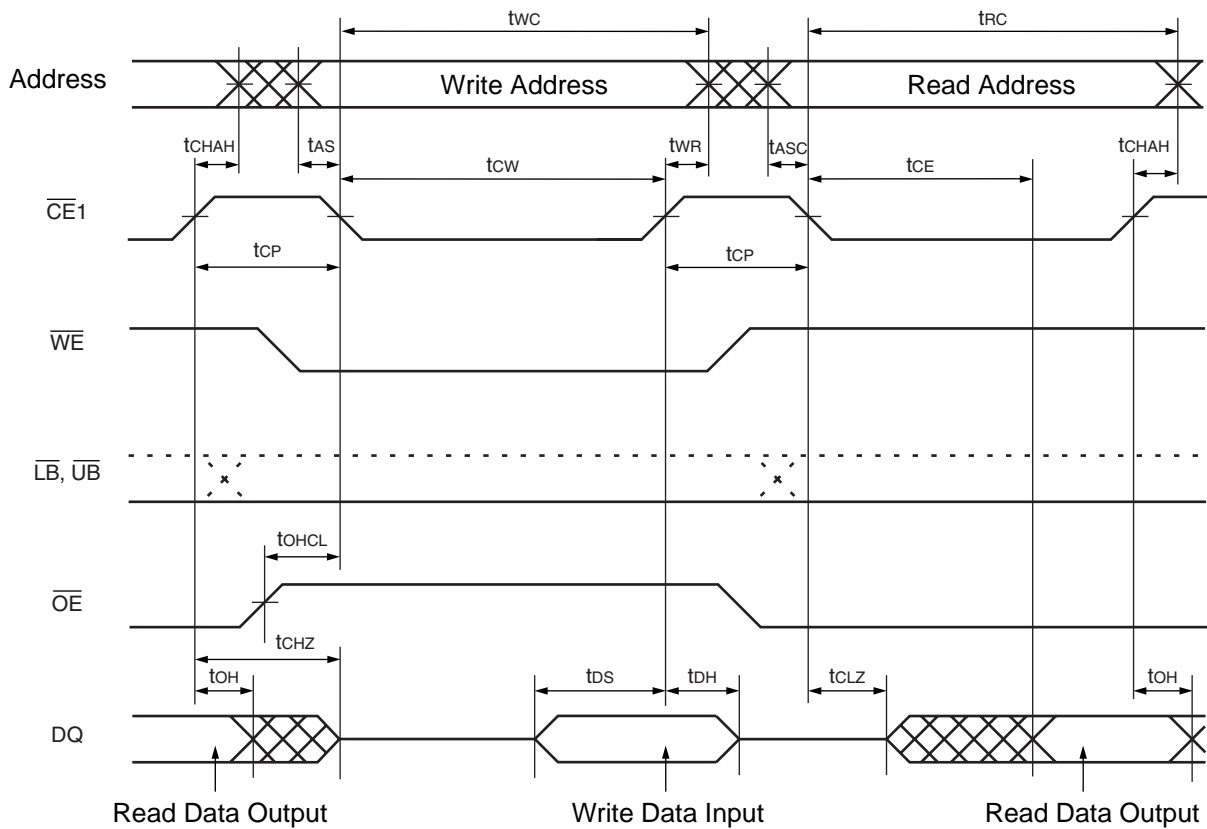 tWC
tRC
Address
Write Address
Read Address
tCHAH
tAS
tWR
tASC
tCHAH
tCW
tCE
CE1
tCP
tCP
WE
LB, UB
tOHCL
OE
tCHZ
tOH
tDS
tDH
tCLZ
tOH
DQ
Read Data Output
Write Data Input
Read Data Output